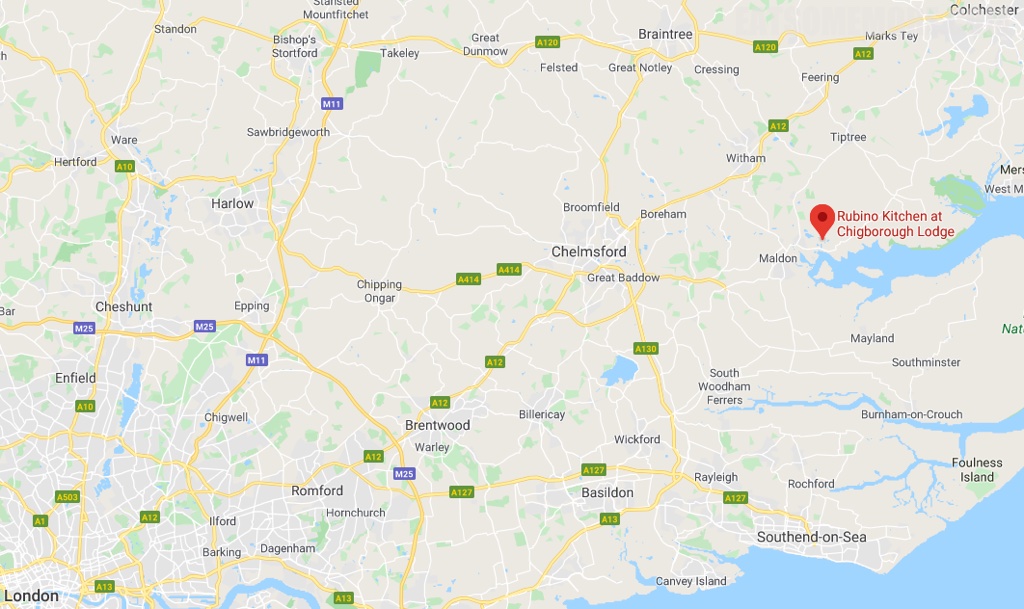 Stansted
Mountfitchet
Colchester
Standon
Bishop's
Stortford
Takeley
Great
Dunmow
A120
Braintree
A120
Marks Tey
A12
Felsted
Great Notley
Cressing
Feering
M11
Sawbridgeworth
A12
Tiptree
Ware
Hertford
A10
Witham
Mers
West M
Harlow
Broomfield
Boreham
Rubino Kitchen at
Chigborough Lodge
Chelmsford
Maldon
A414
A414
Great Baddow
Chipping
Ongar
Cheshunt
Epping
Bar
M25
M25
Mayland
Nat
A130
M11
A12
Southminster
Enfield
South
Woodham
Ferrers
A10
A12
Chigwell
Billericay
Burnham-on-Crouch
Brentwood
Warley
Wickford
A12
M25
Foulness
Island
A127
Rayleigh
Rochford
Romford
A127
Basildon
A127
A503
Hornchurch
A1
A12
Ilford
A13
Southend-on-Sea
Barking
Dagenham
Canvey Island
London
A13
A13